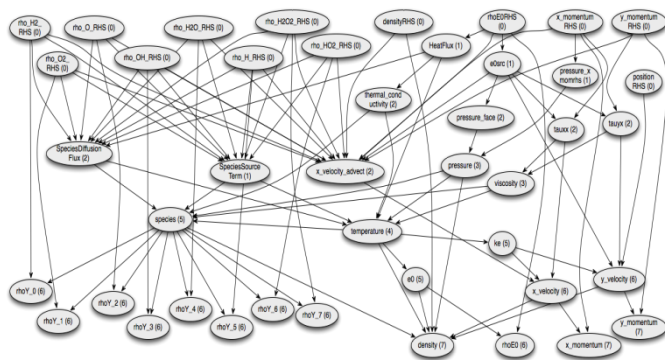 rho_H2_
RHS (0)
rho_O_RHS (0)
rho_H2O_RHS (0)
rho_H2O2_RHS (0)
densityRHS (0)
rhoE0RHS
(0)
x_momentum
RHS (0)
y_momentum
RHS (0)
rho_OH_RHS (0)
rho_HO2_RHS (0)
HeatFlux (1)
rho_O2_
RHS (0)
rho_H_RHS (0)
e0src (1)
pressure_x
momrhs (1)
position
RHS (0)
thermal_cond
uctivity (2)
pressure_face (2)
tauxx (2)
tauyx (2)
SpeciesDiffusion
Flux (2)
SpeciesSource
Term (1)
x_velocity_advect (2)
pressure (3)
viscosity (3)
species (5)
temperature (4)
ke (5)
e0 (5)
rhoY_0 (6)
rhoY_1 (6)
rhoY_2 (6)
rhoY_3 (6)
rhoY_4 (6)
rhoY_5 (6)
rhoY_6 (6)
rhoY_7 (6)
x_velocity (6)
y_velocity (6)
density (7)
rhoE0 (6)
x_momentum (7)
y_momentum
(7)